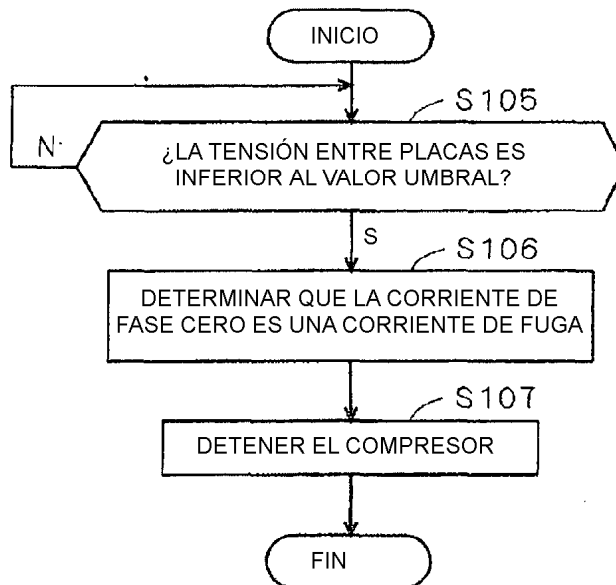 INICIO
S105
¿LA TENSIÓN ENTRE PLACAS ES
INFERIOR AL VALOR UMBRAL?
N
S
S106
DETERMINAR QUE LA CORRIENTE DE
FASE CERO ES UNA CORRIENTE DE FUGA
S107
DETENER EL COMPRESOR
FIN